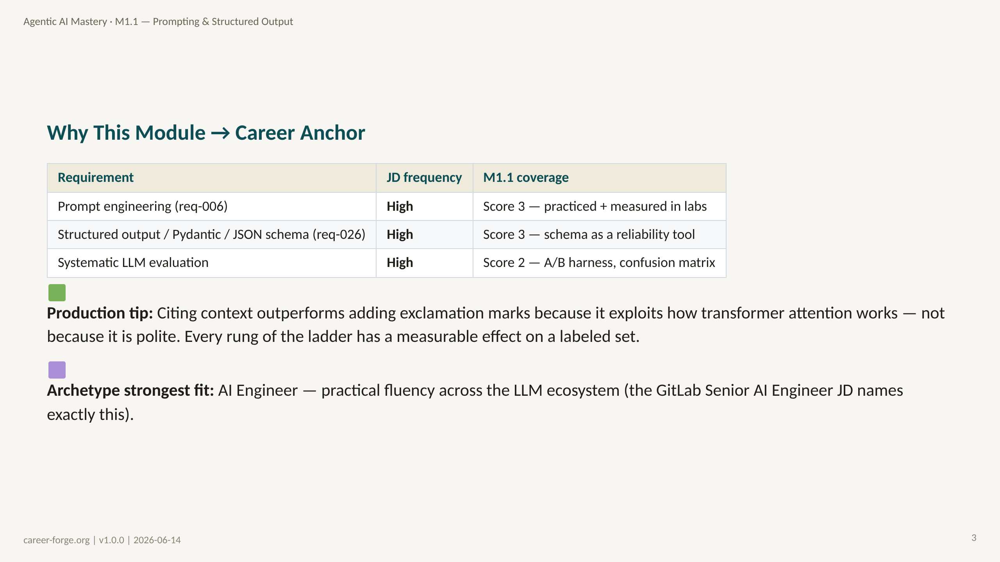 Agentic AI Mastery · M1.1 — Prompting & Structured Output
Why This Module → Career Anchor
Requirement JD frequency M1.1 coverage
Prompt engineering (req-006) High Score 3 — practiced + measured in labs
Structured output / Pydantic / JSON schema (req-026) High Score 3 — schema as a reliability tool
Systematic LLM evaluation High Score 2 — A/B harness, confusion matrix
Production tip: Citing context outperforms adding exclamation marks because it exploits how transformer attention works — not
because it is polite. Every rung of the ladder has a measurable effect on a labeled set.
Archetype strongest fit: AI Engineer — practical fluency across the LLM ecosystem (the GitLab Senior AI Engineer JD names
exactly this).
career-forge.org | v1.0.0 | 2026-06-14
3